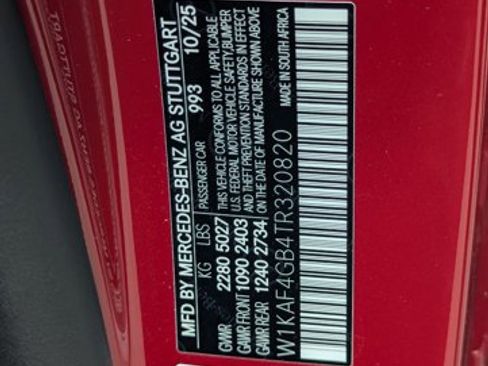 MFD BY MERCEDES-BENZ AG STUTTGART
PASSENGER CAR 993 10/25
KG LBS
GWR 2280 5027
GAWR FRONT 1090 2403
GAWR REAR 1240 2734
THIS VEHICLE CONFORMS TO ALL APPLICABLE
U.S. FEDERAL MOTOR VEHICLE SAFETY, BUMPER
AND THEFT PREVENTION STANDARDS IN EFFECT
ON THE DATE OF MANUFACTURE SHOWN ABOVE
W1KAF4GB4TR320820
MADE IN SOUTH AFRICA